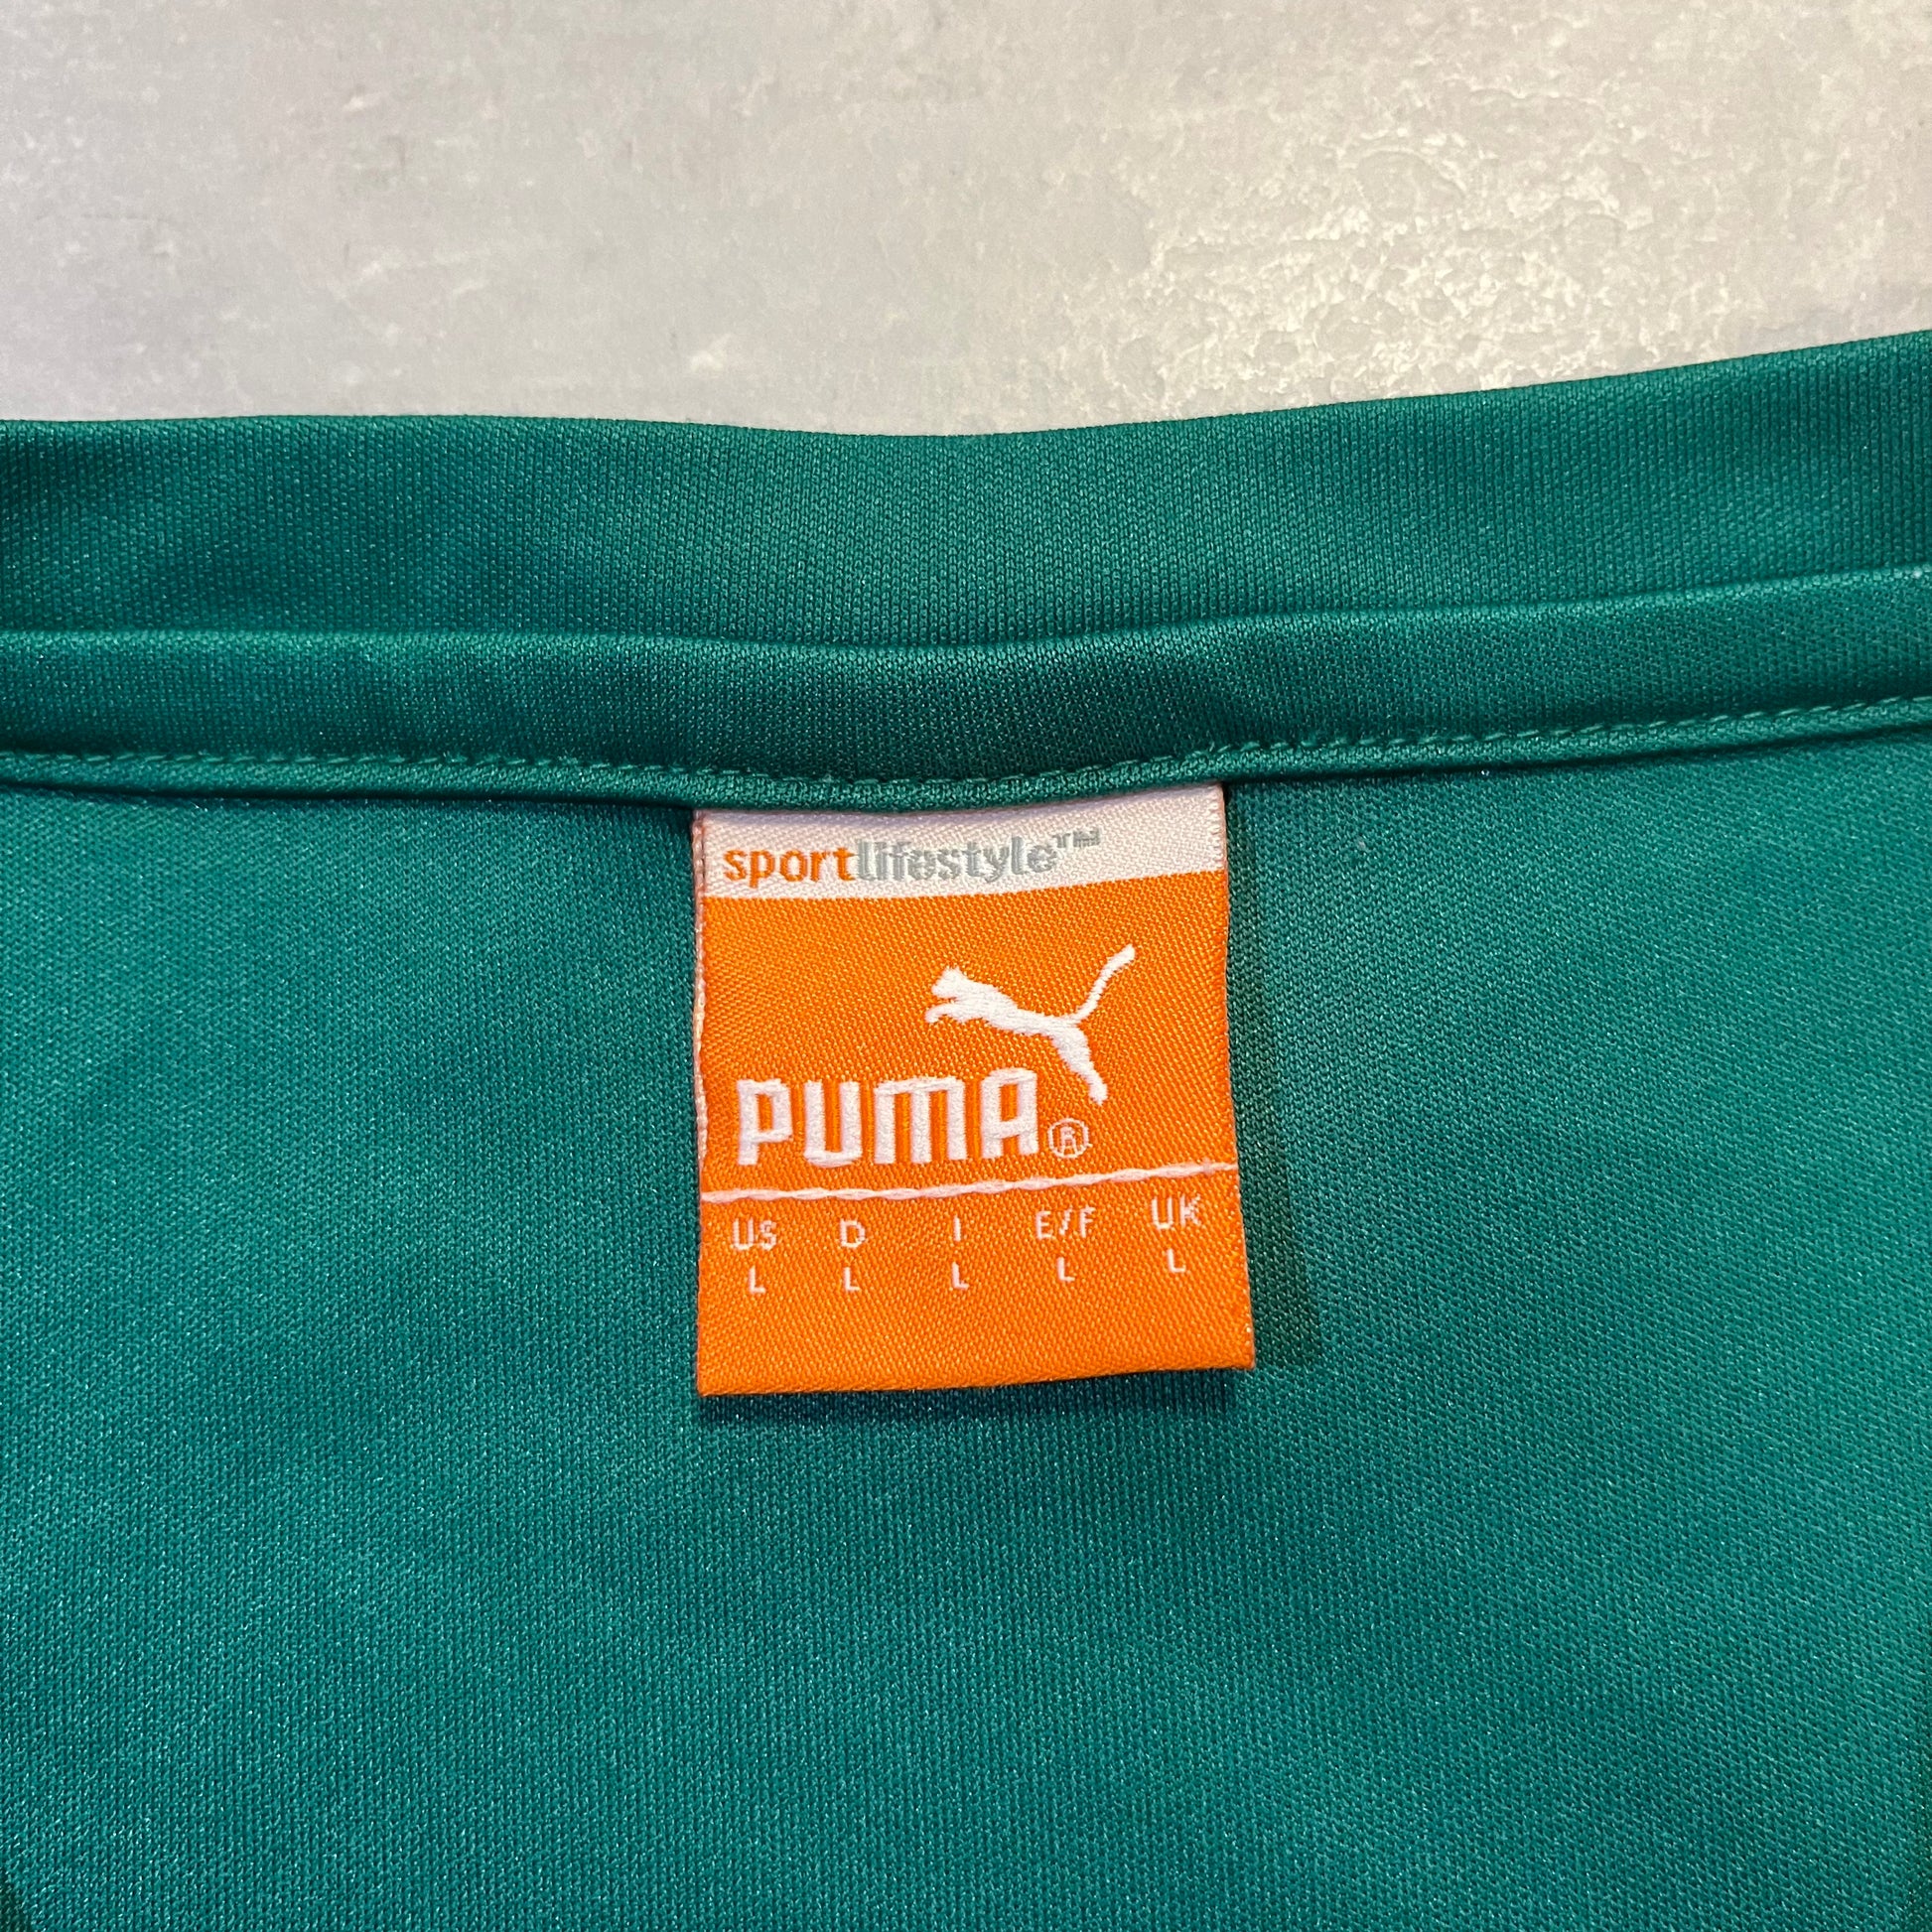 sportlifestyle™
PUMA®
US D I E/F UK
L L L L L